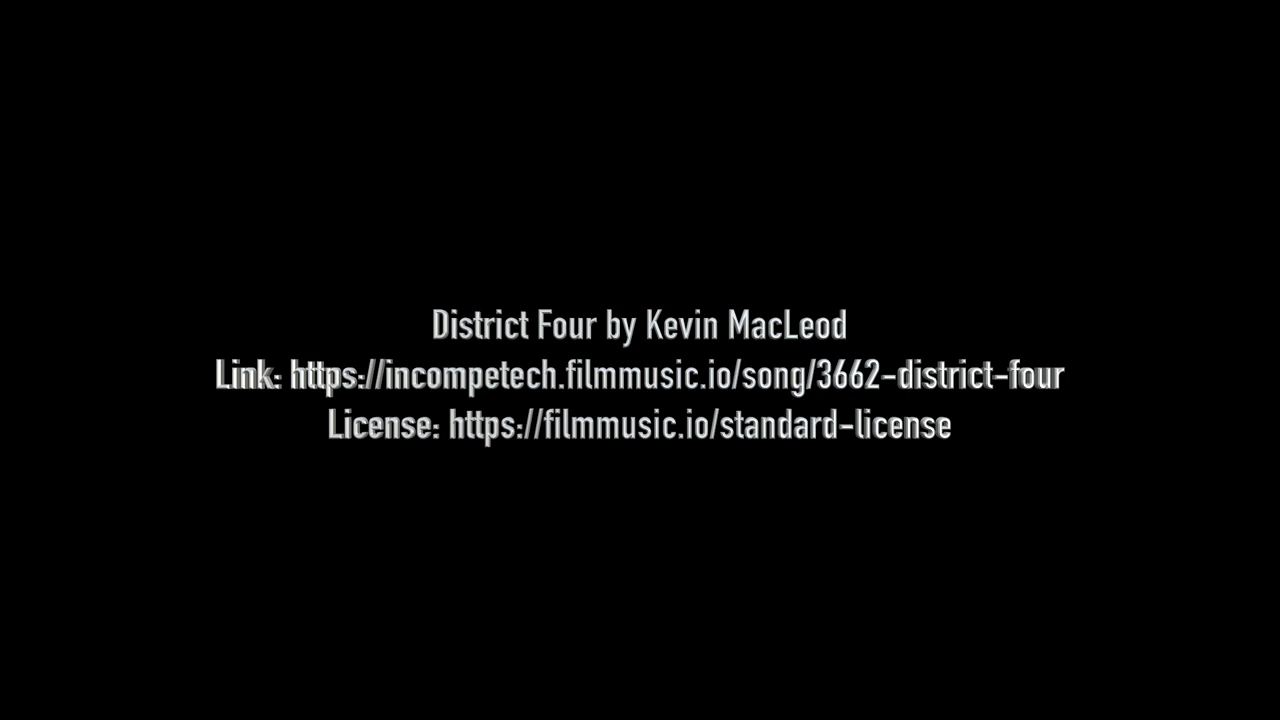 District Four by Kevin MacLeod
Link: https://incompetech.filmmusic.io/song/3662-district-four
License: https://filmmusic.io/standard-license